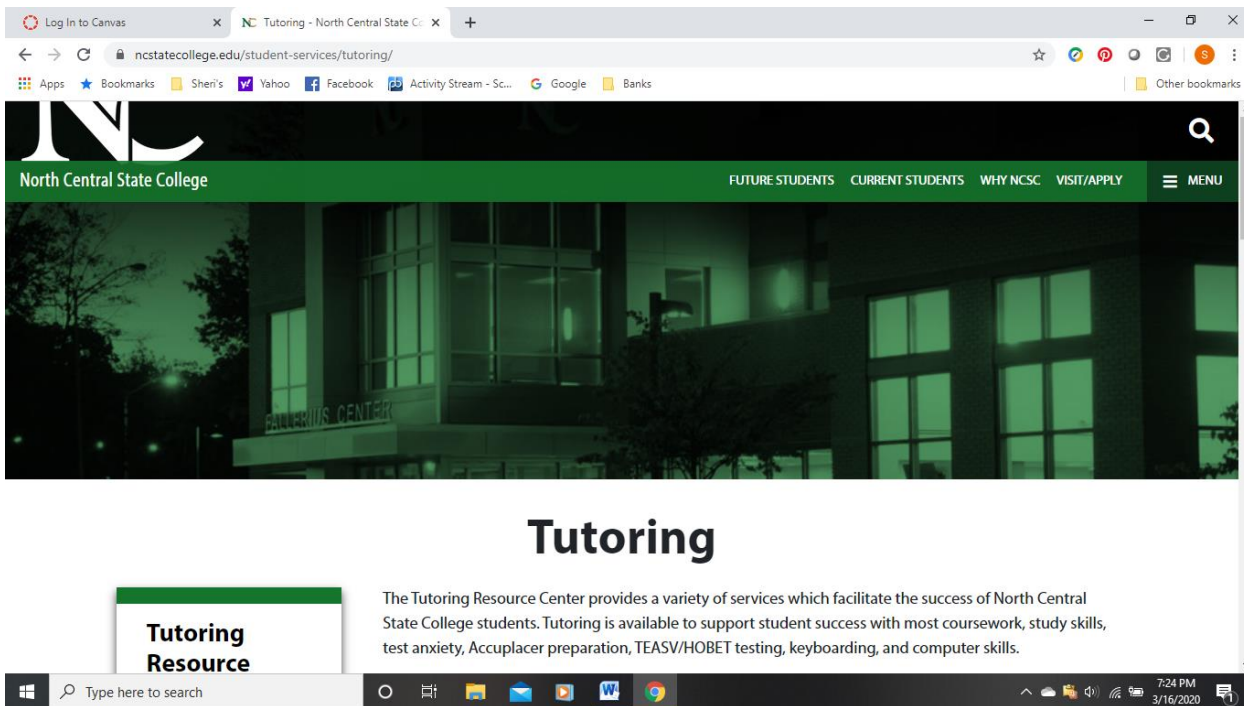 Log In to Canvas
NC Tutoring - North Central State Co
ncstatecollege.edu/student-services/tutoring/
S
Apps Bookmarks Sheri's Yahoo Facebook Activity Stream - Sc... Google Banks Other bookmarks
NC
North Central State College FUTURE STUDENTS CURRENT STUDENTS WHY NCSC VISIT/APPLY MENU
FALLERIUS CENTER
Tutoring
The Tutoring Resource Center provides a variety of services which facilitate the success of North Central
State College students. Tutoring is available to support student success with most coursework, study skills,
test anxiety, Accuplacer preparation, TEASV/HOBET testing, keyboarding, and computer skills.
Tutoring
Resource
Type here to search
7:24 PM
3/16/2020